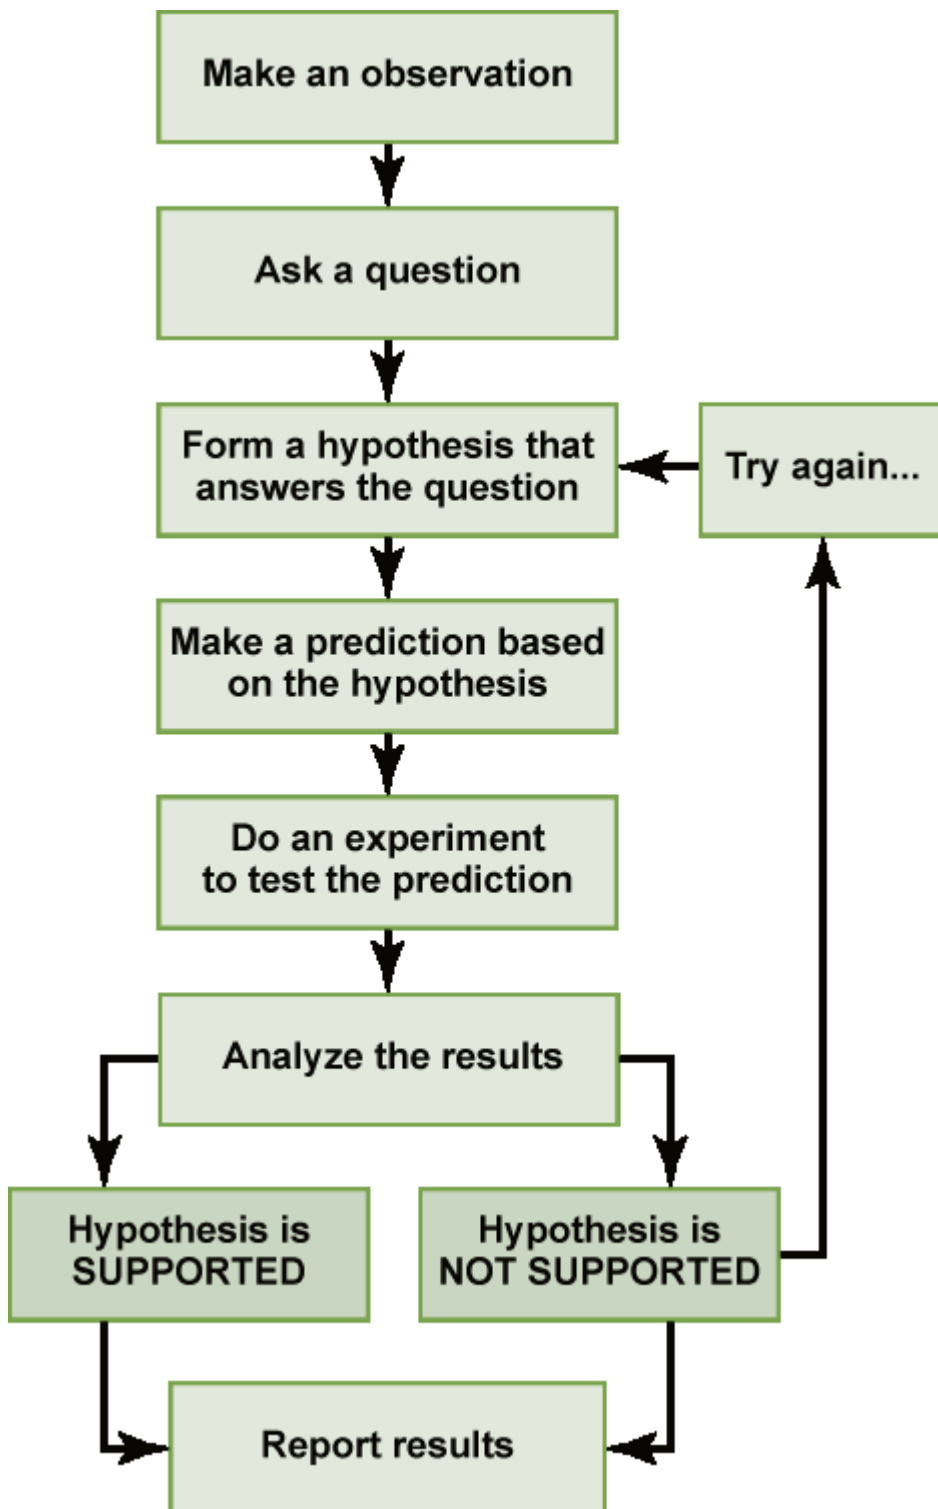 Make an observation
Ask a question
Form a hypothesis that
answers the question
Try again...
Make a prediction based
on the hypothesis
Do an experiment
to test the prediction
Analyze the results
Hypothesis is
SUPPORTED
Hypothesis is
NOT SUPPORTED
Report results